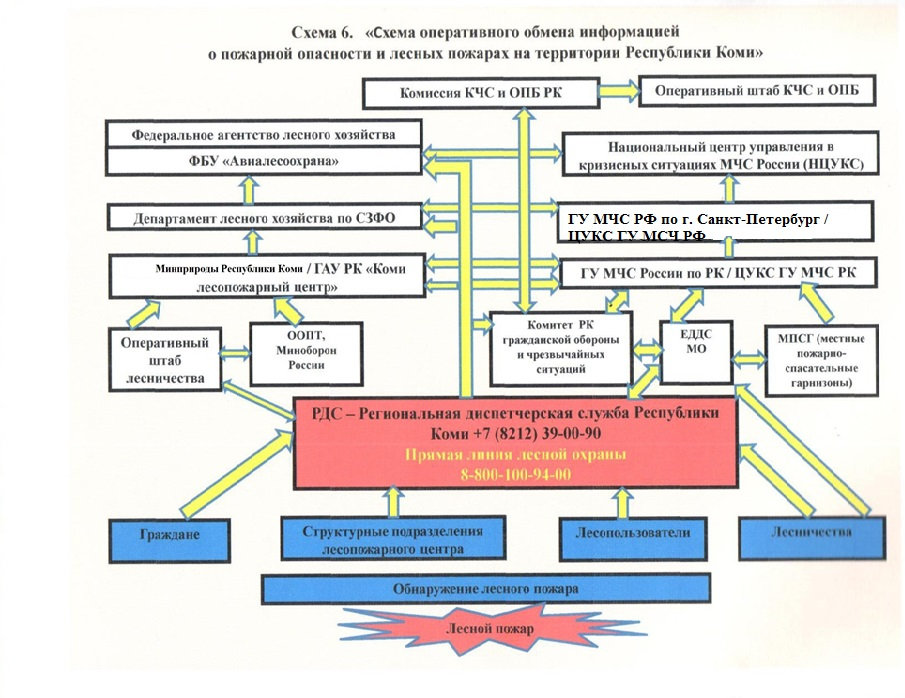 Схема 6. «Схема оперативного обмена информацией
о пожарной опасности и лесных пожарах на территории Республики Коми»
Комиссия КЧС и ОПБ РК
Оперативный штаб КЧС и ОПБ
Федеральное агентство лесного хозяйства
ФБУ «Авиалесоохрана»
Национальный центр управления в
кризисных ситуациях МЧС России (НЦУКС)
Департамент лесного хозяйства по СЗФО
ГУ МЧС РФ по г. Санкт-Петербург /
ЦУКС ГУ МСЧ РФ
Минприроды Республики Коми / ГАУ РК «Коми
лесопожарный центр»
ГУ МЧС России по РК / ЦУКС ГУ МЧС РК
Оперативный
штаб
лесничества
ООПТ,
Миноборон
России
Комитет РК
гражданской обороны
и чрезвычайных
ситуаций
ЕДДС
МО
МПСГ (местные
пожарно-
спасательные
гарнизоны)
РДС – Региональная диспетчерская служба Республики
Коми +7 (8212) 39-00-90
Прямая линия лесной охраны
8-800-100-94-00
Граждане
Структурные подразделения
лесопожарного центра
Лесопользователи
Лесничества
Обнаружение лесного пожара
Лесной пожар